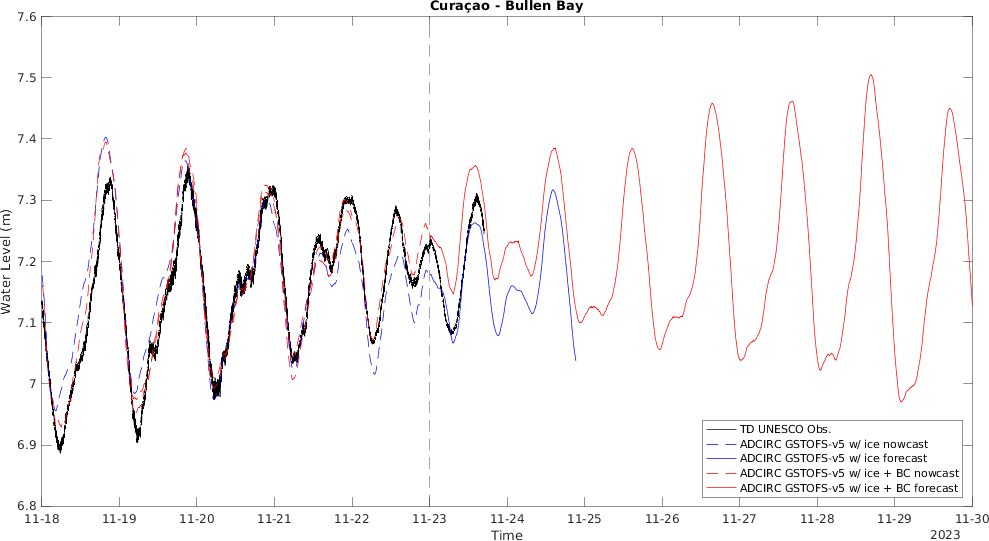 Curaçao - Bullen Bay
7.6
7.5
7.4
7.3
7.2
7.1
7
6.9
6.8
Water Level (m)
11-18 11-19 11-20 11-21 11-22 11-23 11-24 11-25 11-26 11-27 11-28 11-29 11-30
Time
2023
TD UNESCO Obs.
ADCIRC GSTOFS-v5 w/ ice nowcast
ADCIRC GSTOFS-v5 w/ ice forecast
ADCIRC GSTOFS-v5 w/ ice + BC nowcast
ADCIRC GSTOFS-v5 w/ ice + BC forecast